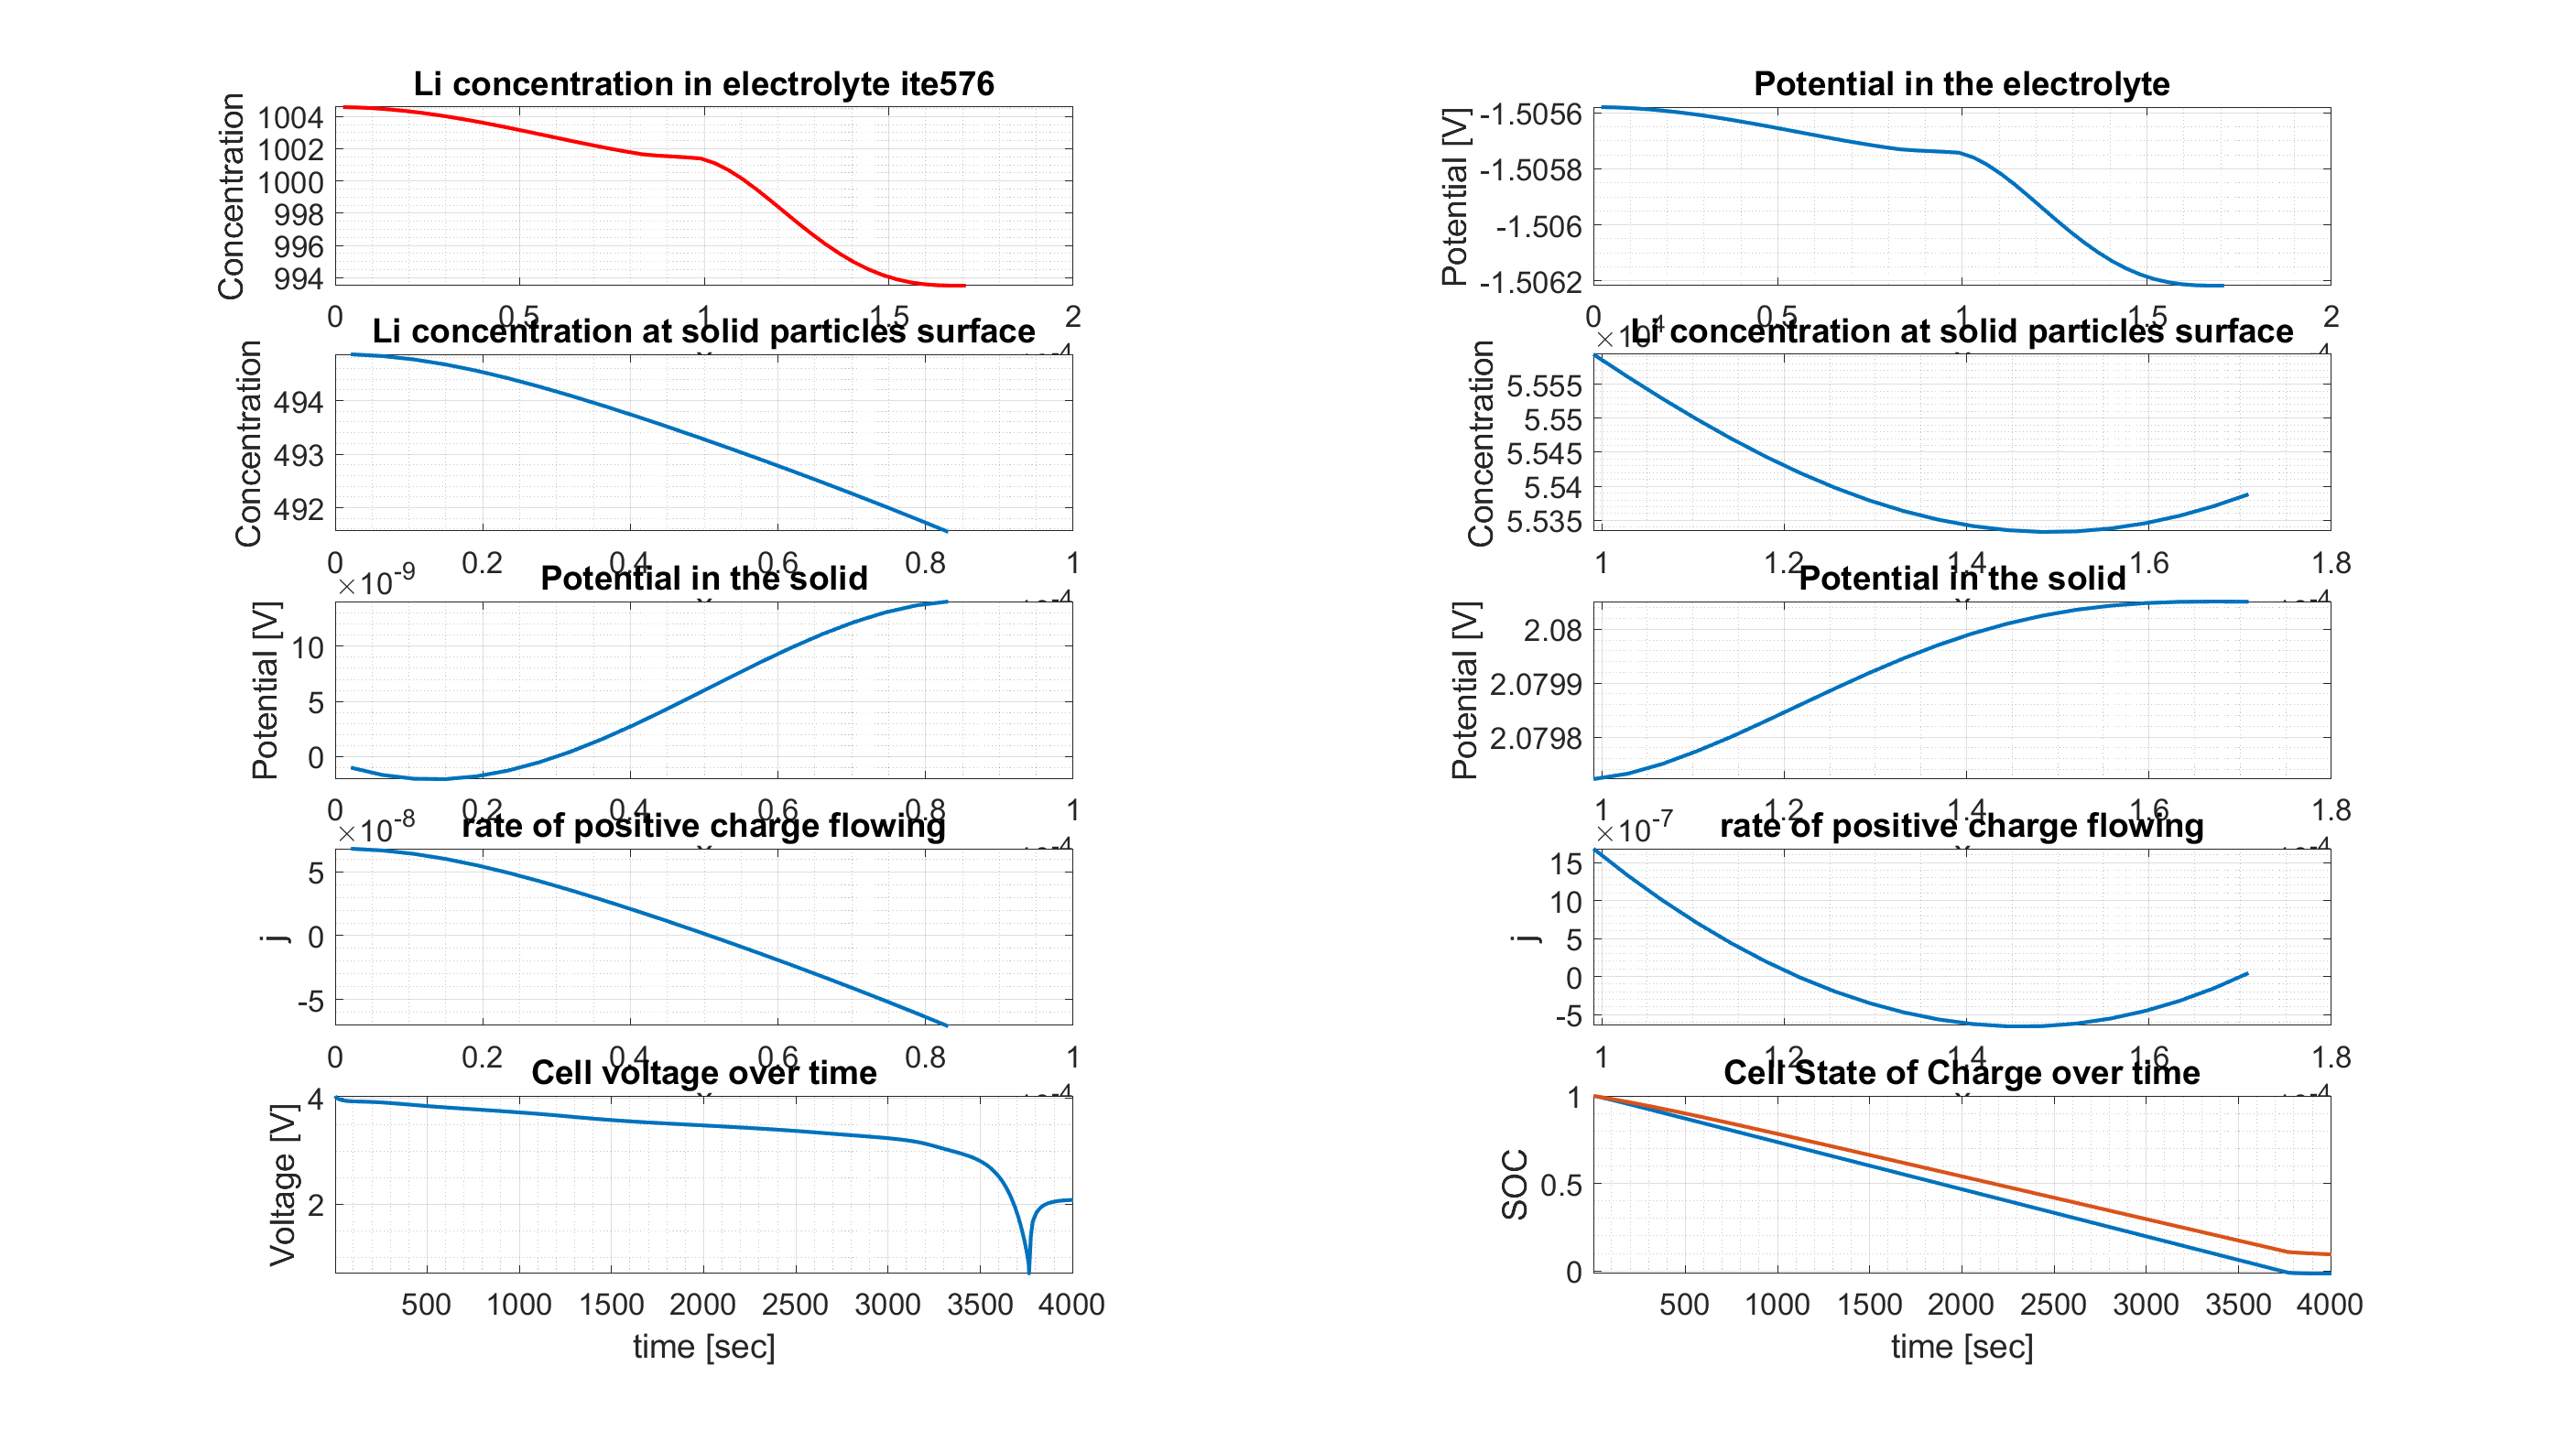 Li concentration in electrolyte ite576
Concentration
1004
1002
1000
998
996
994
0 0.5 1 1.5 2
Potential in the electrolyte
Potential [V]
-1.5056
-1.5058
-1.506
-1.5062
0 0.5 1 1.5 2
Li concentration at solid particles surface
Concentration
494
493
492
0 0.2 0.4 0.6 0.8 1
Li concentration at solid particles surface
×10^4
Concentration
5.555
5.55
5.545
5.54
5.535
1 1.2 1.4 1.6 1.8
Potential in the solid
×10^-9
Potential [V]
10
5
0
0 0.2 0.4 0.6 0.8 1
Potential in the solid
Potential [V]
2.08
2.0799
2.0798
1 1.2 1.4 1.6 1.8
rate of positive charge flowing
×10^-8
j
5
0
-5
0 0.2 0.4 0.6 0.8 1
rate of positive charge flowing
×10^-7
j
15
10
5
0
-5
1 1.2 1.4 1.6 1.8
Cell voltage over time
Voltage [V]
4
2
500 1000 1500 2000 2500 3000 3500 4000
time [sec]
Cell State of Charge over time
SOC
1
0.5
0
500 1000 1500 2000 2500 3000 3500 4000
time [sec]